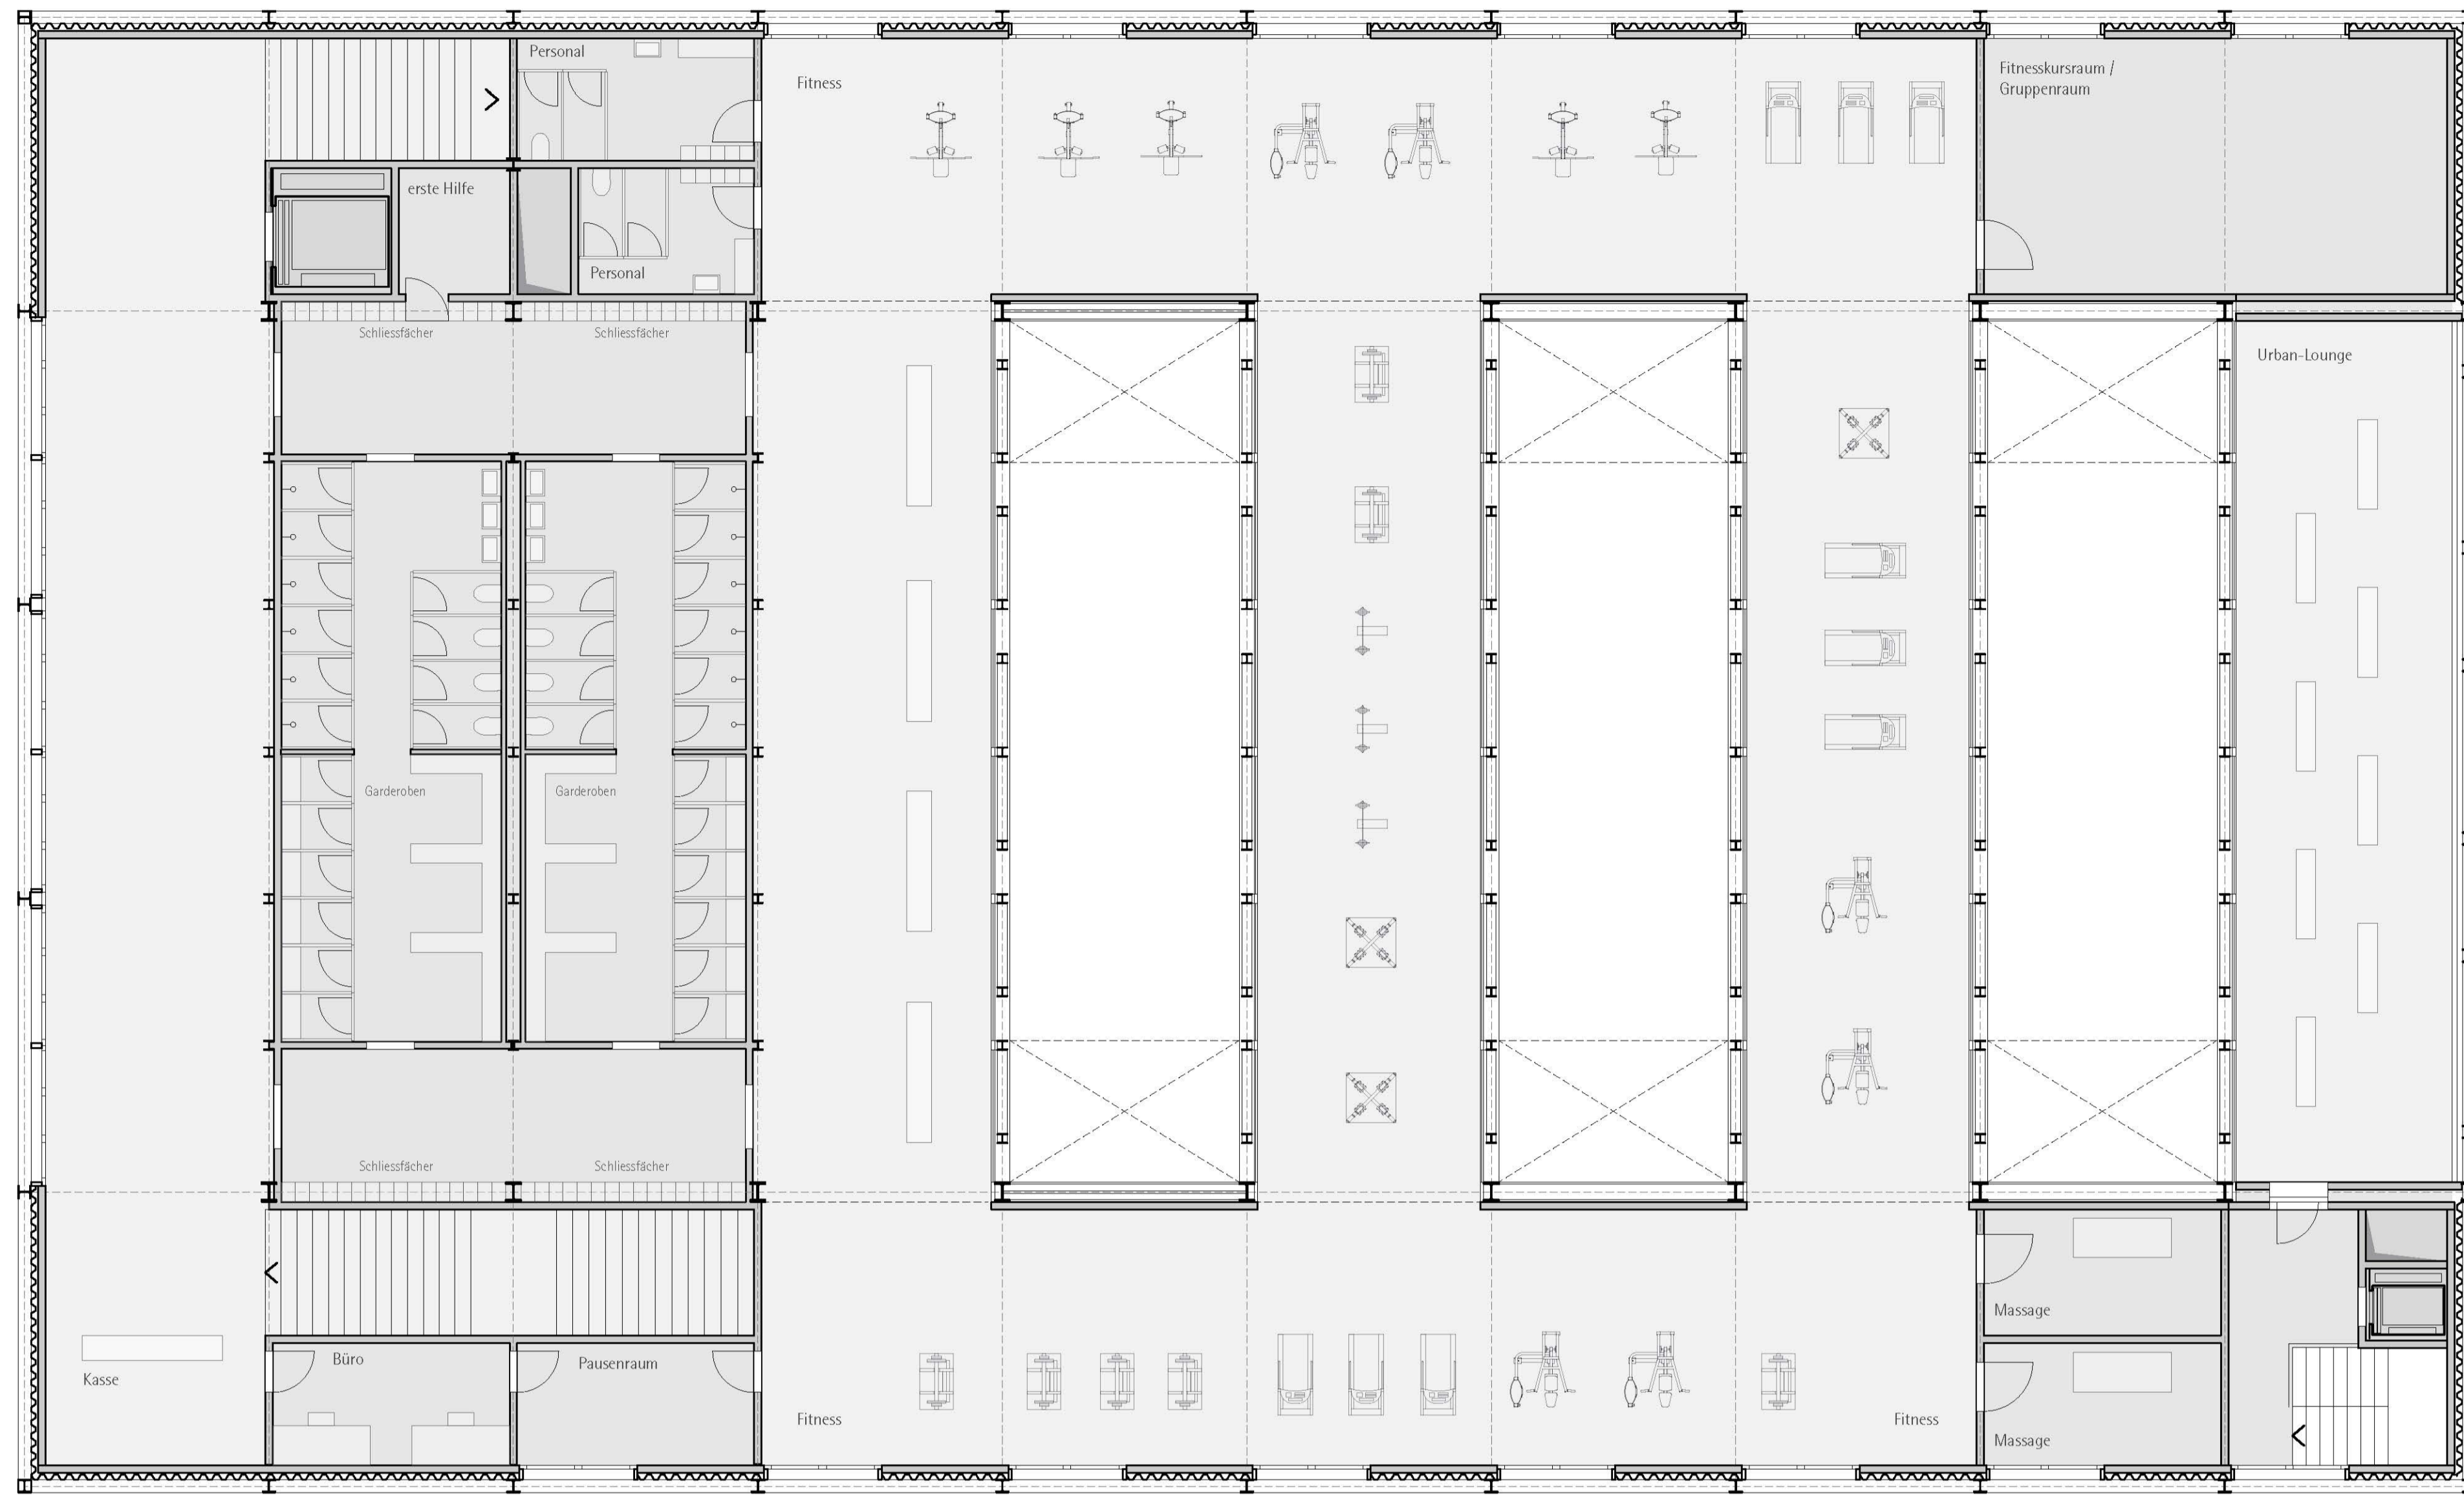 Personal
Fitness
Fitnesskursraum /
Gruppenraum
erste Hilfe
Personal
Schliessfächer
Schliessfächer
Urban-Lounge
Garderoben
Garderoben
Schliessfächer
Schliessfächer
Massage
Büro
Pausenraum
Kasse
Fitness
Fitness
Massage